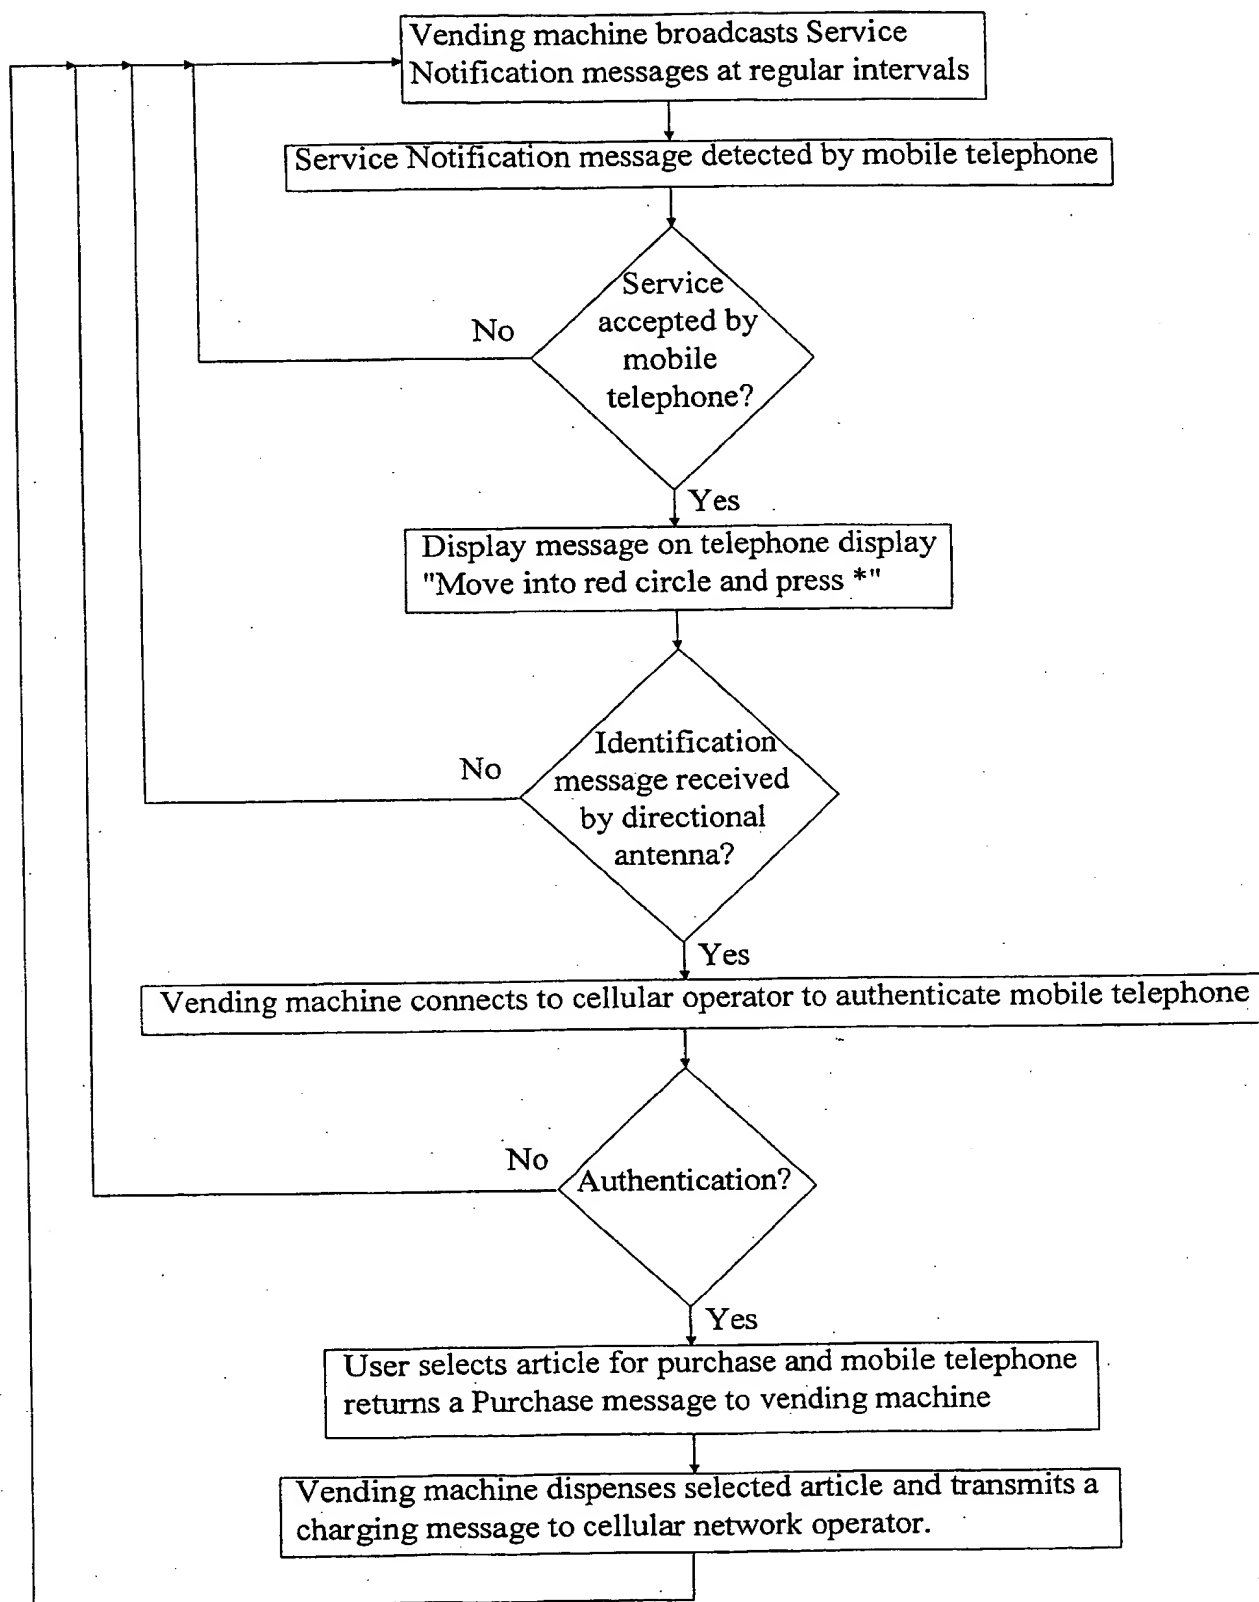 Vending machine broadcasts Service
Notification messages at regular intervals
Service Notification message detected by mobile telephone
Service
accepted by
mobile
telephone?
No
Yes
Display message on telephone display
"Move into red circle and press *"
Identification
message received
by directional
antenna?
No
Yes
Vending machine connects to cellular operator to authenticate mobile telephone
Authentication?
No
Yes
User selects article for purchase and mobile telephone
returns a Purchase message to vending machine
Vending machine dispenses selected article and transmits a
charging message to cellular network operator.